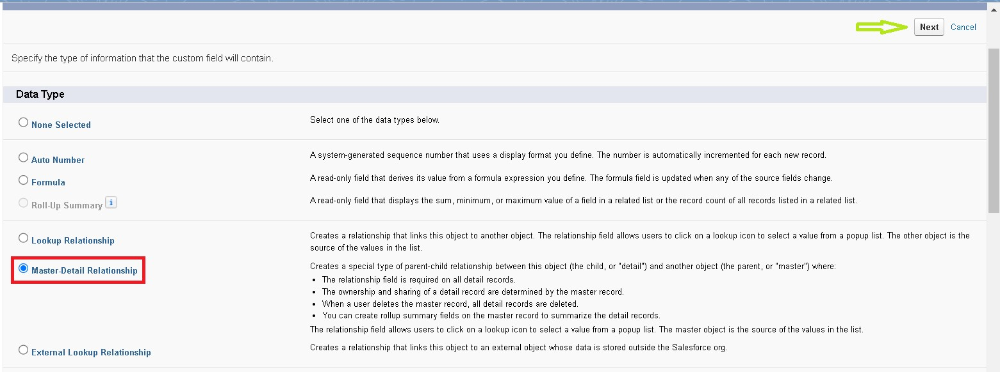 Next Cancel
Specify the type of information that the custom field will contain.
Data Type
None Selected Select one of the data types below.
Auto Number A system-generated sequence number that uses a display format you define. The number is automatically incremented for each new record.
Formula A read-only field that derives its value from a formula expression you define. The formula field is updated when any of the source fields change.
Roll-Up Summary i A read-only field that displays the sum, minimum, or maximum value of a field in a related list or the record count of all records listed in a related list.
Lookup Relationship Creates a relationship that links this object to another object. The relationship field allows users to click on a lookup icon to select a value from a popup list. The other object is the
source of the values in the list.
Master-Detail Relationship Creates a special type of parent-child relationship between this object (the child, or "detail") and another object (the parent, or "master") where:
• The relationship field is required on all detail records.
• The ownership and sharing of a detail record are determined by the master record.
• When a user deletes the master record, all detail records are deleted.
• You can create rollup summary fields on the master record to summarize the detail records.
The relationship field allows users to click on a lookup icon to select a value from a popup list. The master object is the source of the values in the list.
External Lookup Relationship Creates a relationship that links this object to an external object whose data is stored outside the Salesforce org.